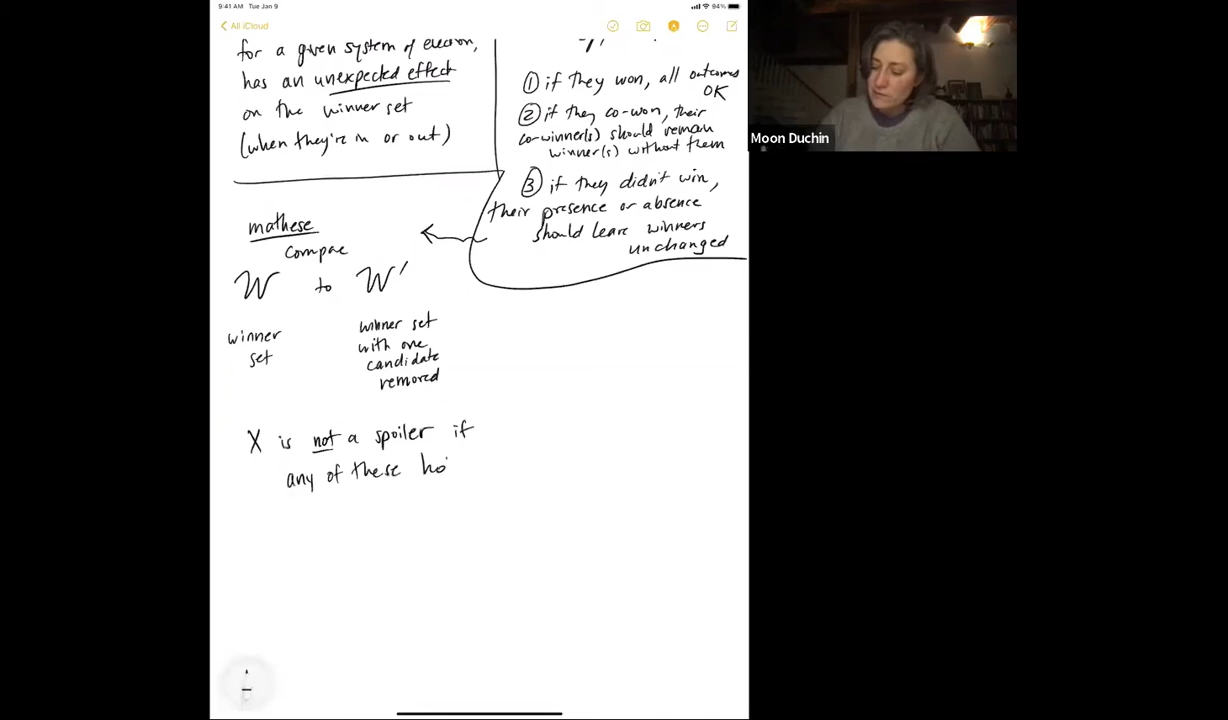 9:41 AM Tue Jan 9
94%
All iCloud
for a given system of election,
has an unexpected effect
on the winner set
(when they're in or out)
① if they won, all outcomes
OK
② if they co-won, their
co-winner(s) should remain
winner(s) without them
③ if they didn't win,
their presence or absence
should leave winners
unchanged
mathese
compare
W to W'
winner
set
winner set
with one
candidate
removed
X is not a spoiler if
any of these
Moon Duchin